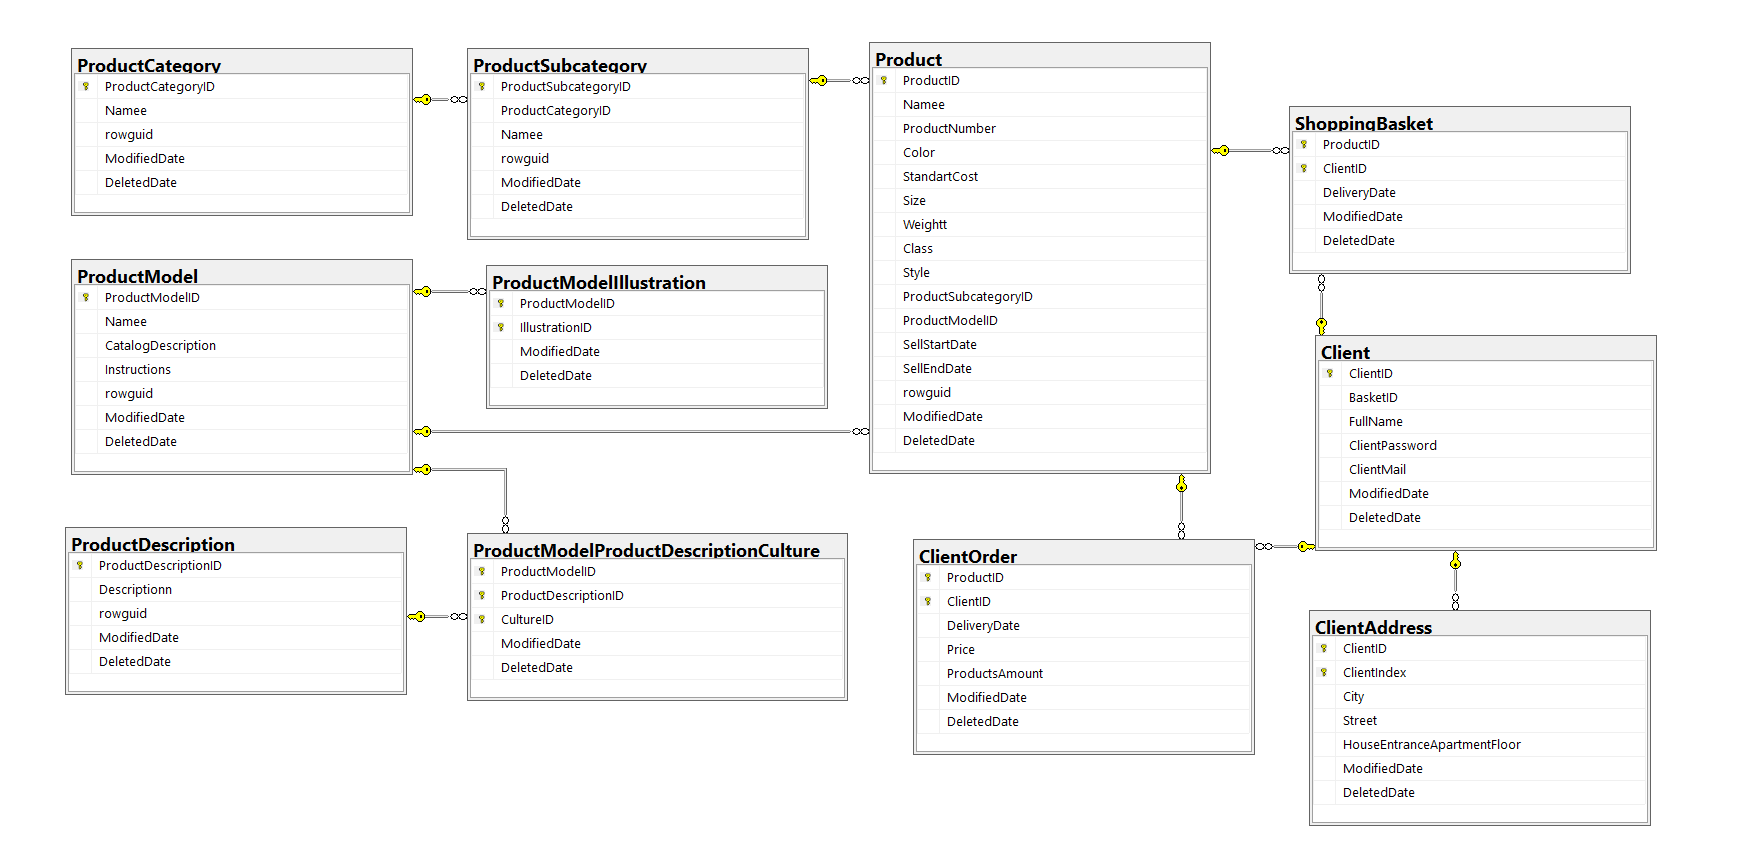 ProductCategory
ProductCategoryID
Namee
rowguid
ModifiedDate
DeletedDate
ProductSubcategory
ProductSubcategoryID
ProductCategoryID
Namee
rowguid
ModifiedDate
DeletedDate
Product
ProductID
Namee
ProductNumber
Color
StandartCost
Size
Weightt
Class
Style
ProductSubcategoryID
ProductModelID
SellStartDate
SellEndDate
rowguid
ModifiedDate
DeletedDate
ShoppingBasket
ProductID
ClientID
DeliveryDate
ModifiedDate
DeletedDate
ProductModel
ProductModelID
Namee
CatalogDescription
Instructions
rowguid
ModifiedDate
DeletedDate
ProductModelIllustration
ProductModelID
IllustrationID
ModifiedDate
DeletedDate
Client
ClientID
BasketID
FullName
ClientPassword
ClientMail
ModifiedDate
DeletedDate
ProductDescription
ProductDescriptionID
Descriptionn
rowguid
ModifiedDate
DeletedDate
ProductModelProductDescriptionCulture
ProductModelID
ProductDescriptionID
CultureID
ModifiedDate
DeletedDate
ClientOrder
ProductID
ClientID
DeliveryDate
Price
ProductsAmount
ModifiedDate
DeletedDate
ClientAddress
ClientID
ClientIndex
City
Street
HouseEntranceApartmentFloor
ModifiedDate
DeletedDate